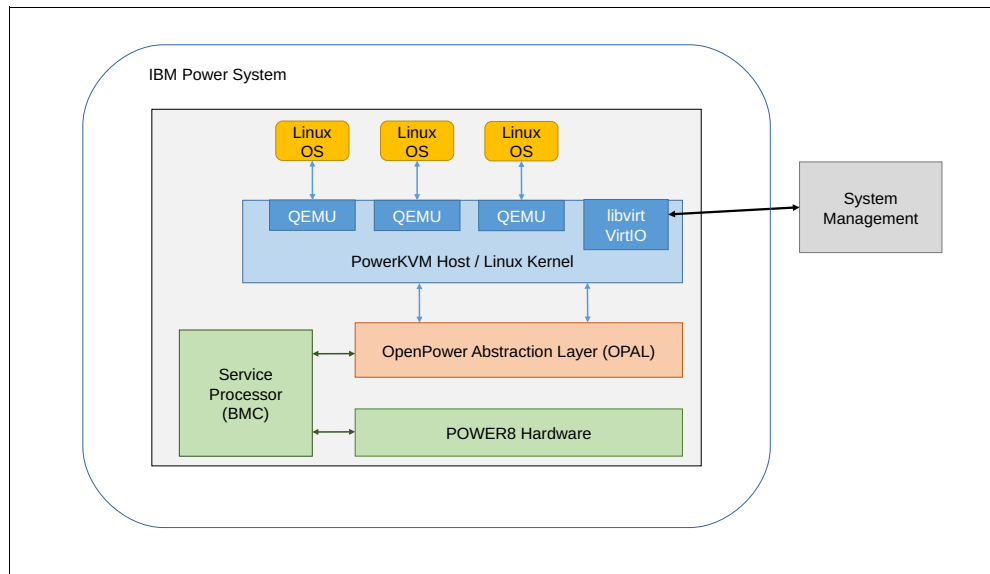 IBM Power System
Linux
OS
Linux
OS
Linux
OS
QEMU
QEMU
QEMU
libvirt
VirtIO
PowerKVM Host / Linux Kernel
System
Management
OpenPower Abstraction Layer (OPAL)
Service
Processor
(BMC)
POWER8 Hardware